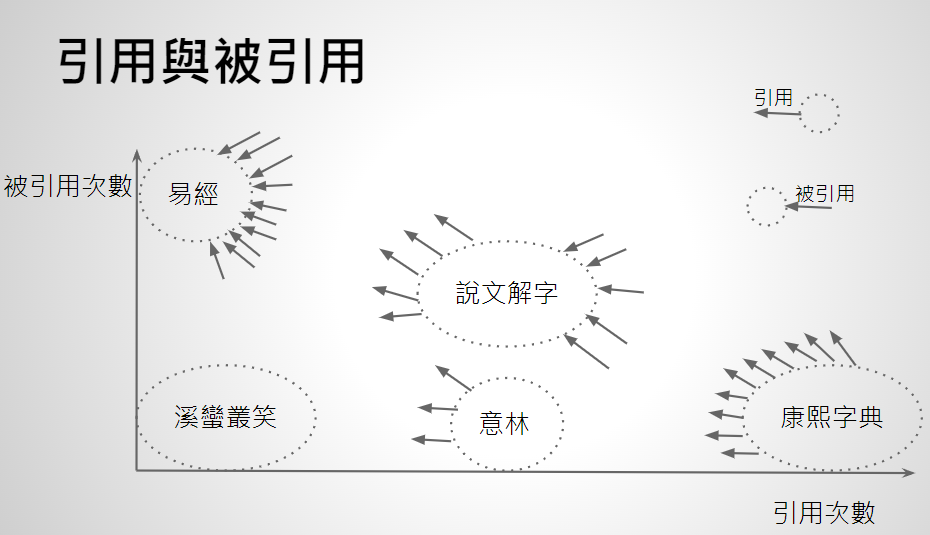 引用與被引用
引用
被引用次數
易經
被引用
說文解字
溪蠻叢笑
意林
康熙字典
引用次數